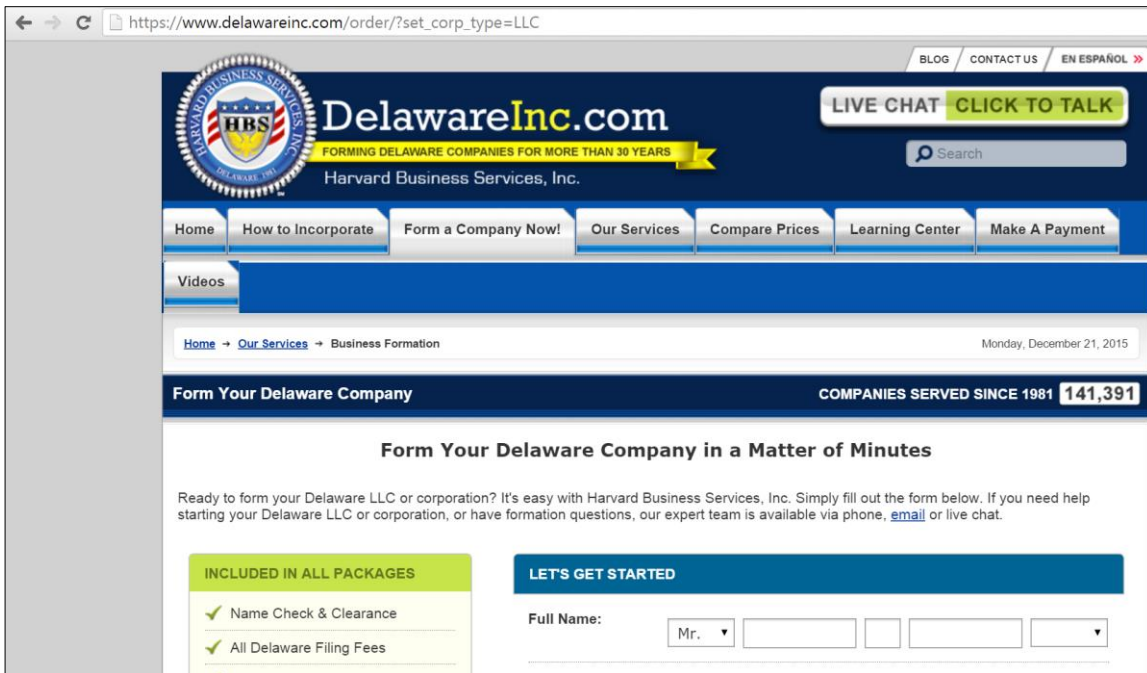 https://www.delawareinc.com/order/?set_corp_type=LLC
BLOG CONTACT US EN ESPAÑOL »
HARVARD BUSINESS SERVICES, INC
HBS
DELAWARE 1981
DelawareInc.com
FORMING DELAWARE COMPANIES FOR MORE THAN 30 YEARS
Harvard Business Services, Inc.
LIVE CHAT CLICK TO TALK
Search
Home How to Incorporate Form a Company Now! Our Services Compare Prices Learning Center Make A Payment
Videos
Home → Our Services → Business Formation Monday, December 21, 2015
Form Your Delaware Company COMPANIES SERVED SINCE 1981 141,391
Form Your Delaware Company in a Matter of Minutes
Ready to form your Delaware LLC or corporation? It's easy with Harvard Business Services, Inc. Simply fill out the form below. If you need help
starting your Delaware LLC or corporation, or have formation questions, our expert team is available via phone, email or live chat.
INCLUDED IN ALL PACKAGES
Name Check & Clearance
All Delaware Filing Fees
LET'S GET STARTED
Full Name: Mr.